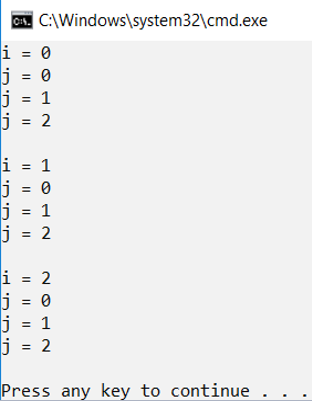 C:\Windows\system32\cmd.exe
i = 0
j = 0
j = 1
j = 2
i = 1
j = 0
j = 1
j = 2
i = 2
j = 0
j = 1
j = 2
Press any key to continue . . .